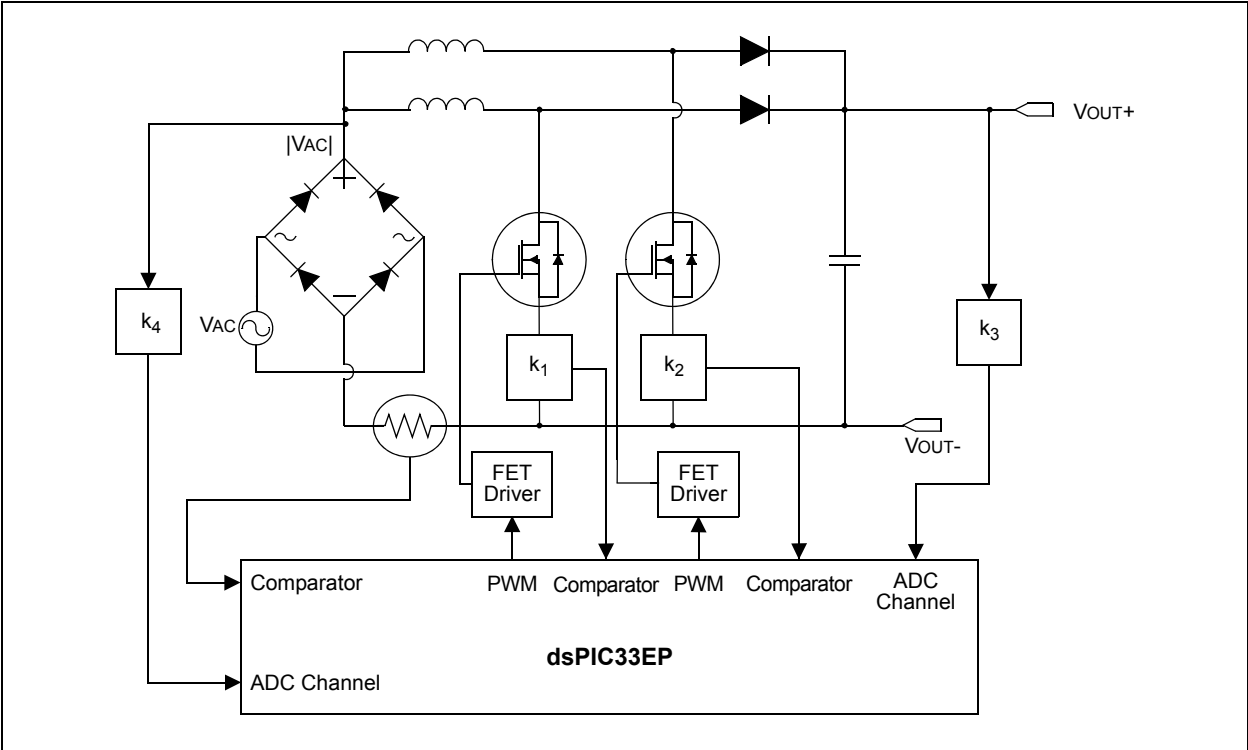 VOUT+
|VAC|
k4
VAC
k3
k1
k2
VOUT-
FET
Driver
FET
Driver
Comparator
PWM
Comparator
PWM
Comparator
ADC
Channel
dsPIC33EP
ADC Channel